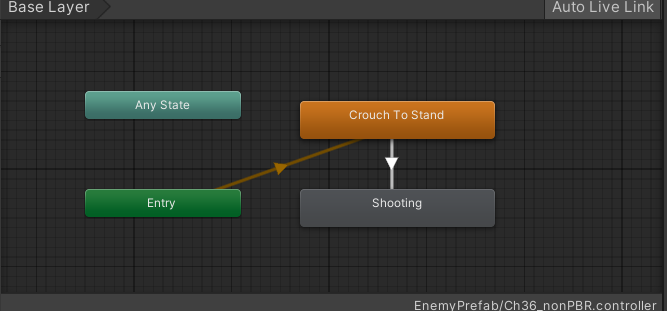 Base Layer
Auto Live Link
Any State
Crouch To Stand
Entry
Shooting
EnemyPrefab/Ch36_nonPBR.controller